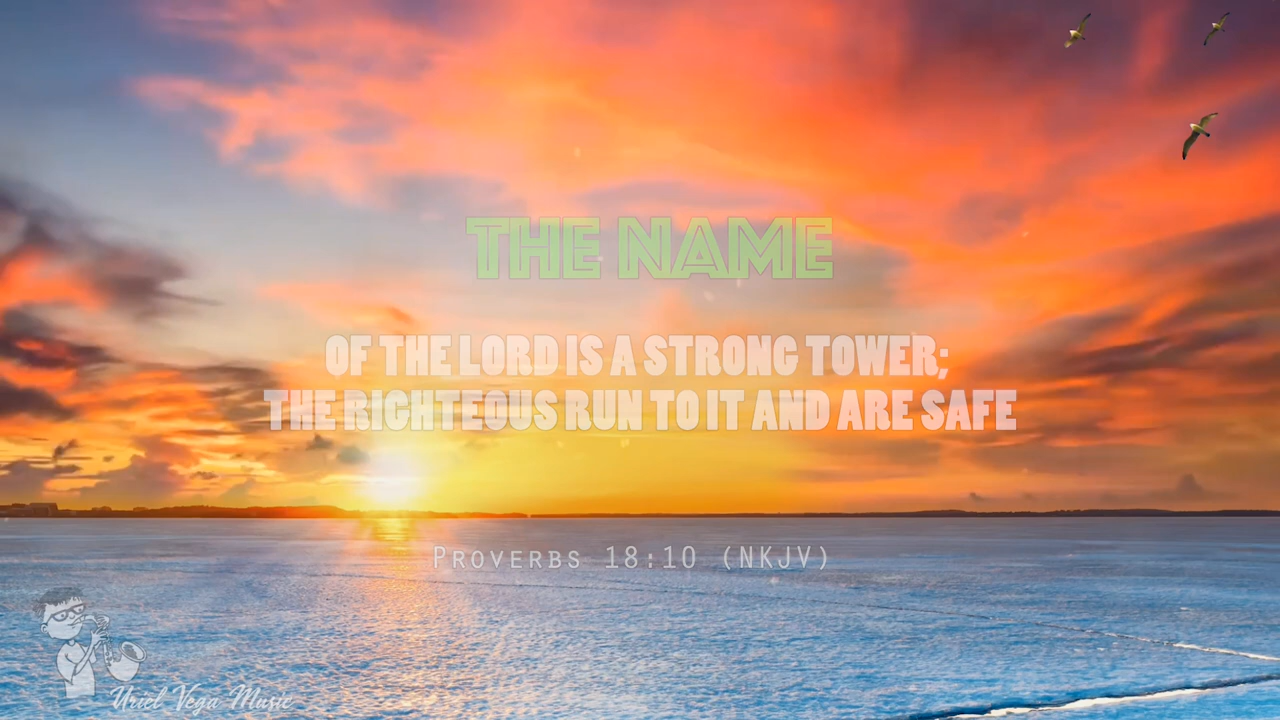 THE NAME
OF THE LORD IS A STRONG TOWER;
THE RIGHTEOUS RUN TO IT AND ARE SAFE
Proverbs 18:10 (NKJV)
Uriel Vega Music